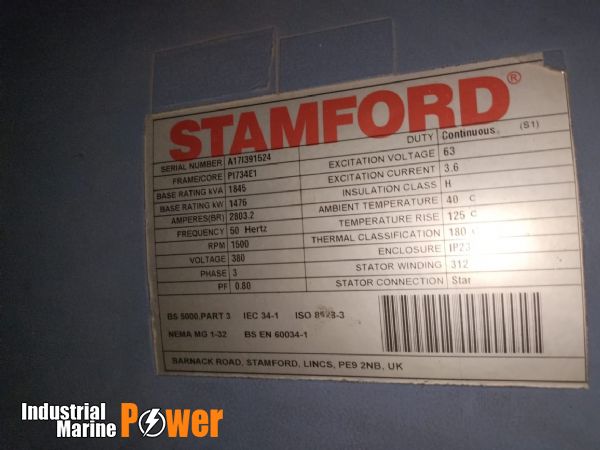 STAMFORD®
SERIAL NUMBER A17I391524
FRAME/CORE PI734E1
BASE RATING kVA 1845
BASE RATING kW 1476
AMPERES(BR) 2803.2
FREQUENCY 50 Hertz
RPM 1500
VOLTAGE 380
PHASE 3
PF 0.80
DUTY Continuous. (S1)
EXCITATION VOLTAGE 63
EXCITATION CURRENT 3.6
INSULATION CLASS H
AMBIENT TEMPERATURE 40 C
TEMPERATURE RISE 125 C
THERMAL CLASSIFICATION 180 C
ENCLOSURE IP23
STATOR WINDING 312
STATOR CONNECTION Star
BS 5000,PART 3 IEC 34-1 ISO 8528-3
NEMA MG 1-32 BS EN 60034-1
BARNACK ROAD, STAMFORD, LINCS, PE9 2NB, UK
Industrial
Marine Power